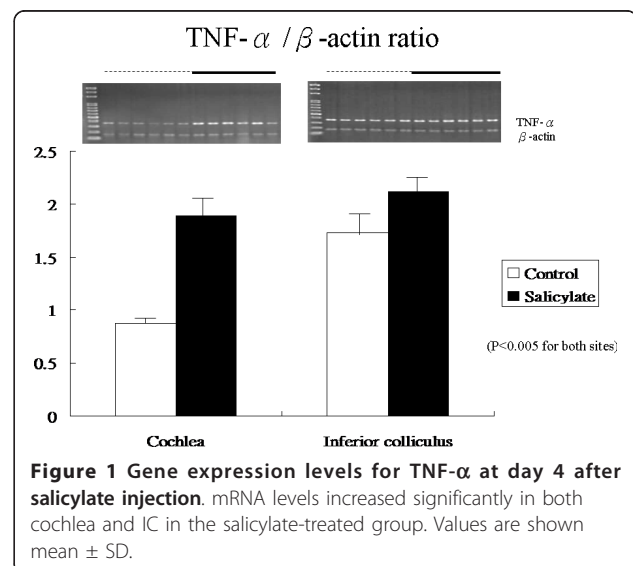 TNF- α / β -actin ratio
TNF- α
β -actin
2.5
2
1.5
1
0.5
0
Cochlea
Inferior colliculus
Control
Salicylate
(P<0.005 for both sites)
Figure 1 Gene expression levels for TNF-α at day 4 after
salicylate injection. mRNA levels increased significantly in both
cochlea and IC in the salicylate-treated group. Values are shown
mean ± SD.